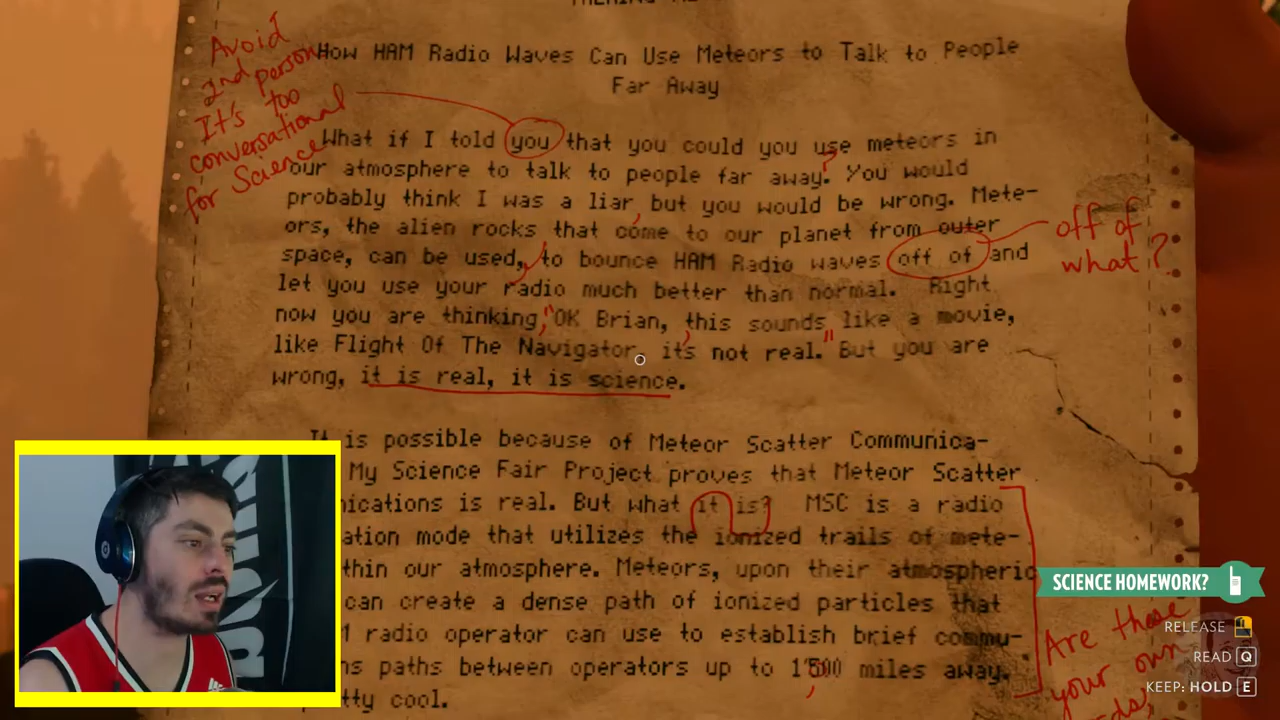 How HAM Radio Waves Can Use Meteors to Talk to People
Far Away
Avoid
2nd person
It's too
conversational
for Science
What if I told you that you could you use meteors in
our atmosphere to talk to people far away? You would
probably think I was a liar, but you would be wrong. Mete-
ors, the alien rocks that come to our planet from outer
space, can be used, to bounce HAM Radio waves off of and
let you use your radio much better than normal. Right
now you are thinking, "OK Brian, this sounds like a movie,
like Flight Of The Navigator, it's not real." But you are
wrong, it is real, it is science.
off of
what?
It is possible because of Meteor Scatter Communica-
My Science Fair Project proves that Meteor Scatter
ications is real. But what it is? MSC is a radio
ation mode that utilizes the ionized trails of mete-
thin our atmosphere. Meteors, upon their atmospheric
can create a dense path of ionized particles that
radio operator can use to establish brief commu-
ns paths between operators up to 1,500 miles away.
tty cool.
Are these
your own
SCIENCE HOMEWORK?
RELEASE
READ Q
KEEP: HOLD E